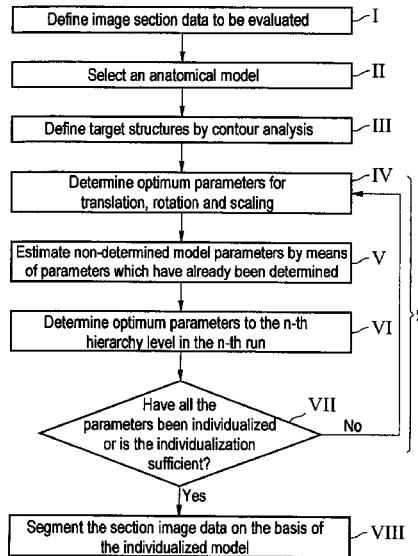 Define image section data to be evaluated
I
Select an anatomical model
II
Define target structures by contour analysis
III
Determine optimum parameters for
translation, rotation and scaling
IV
Estimate non-determined model parameters by means
of parameters which have already been determined
V
Determine optimum parameters to the n-th
hierarchy level in the n-th run
VI
Have all the
parameters been individualized
or is the individualization
sufficient?
VII
No
Yes
Segment the section image data on the basis of
the individualized model
VIII